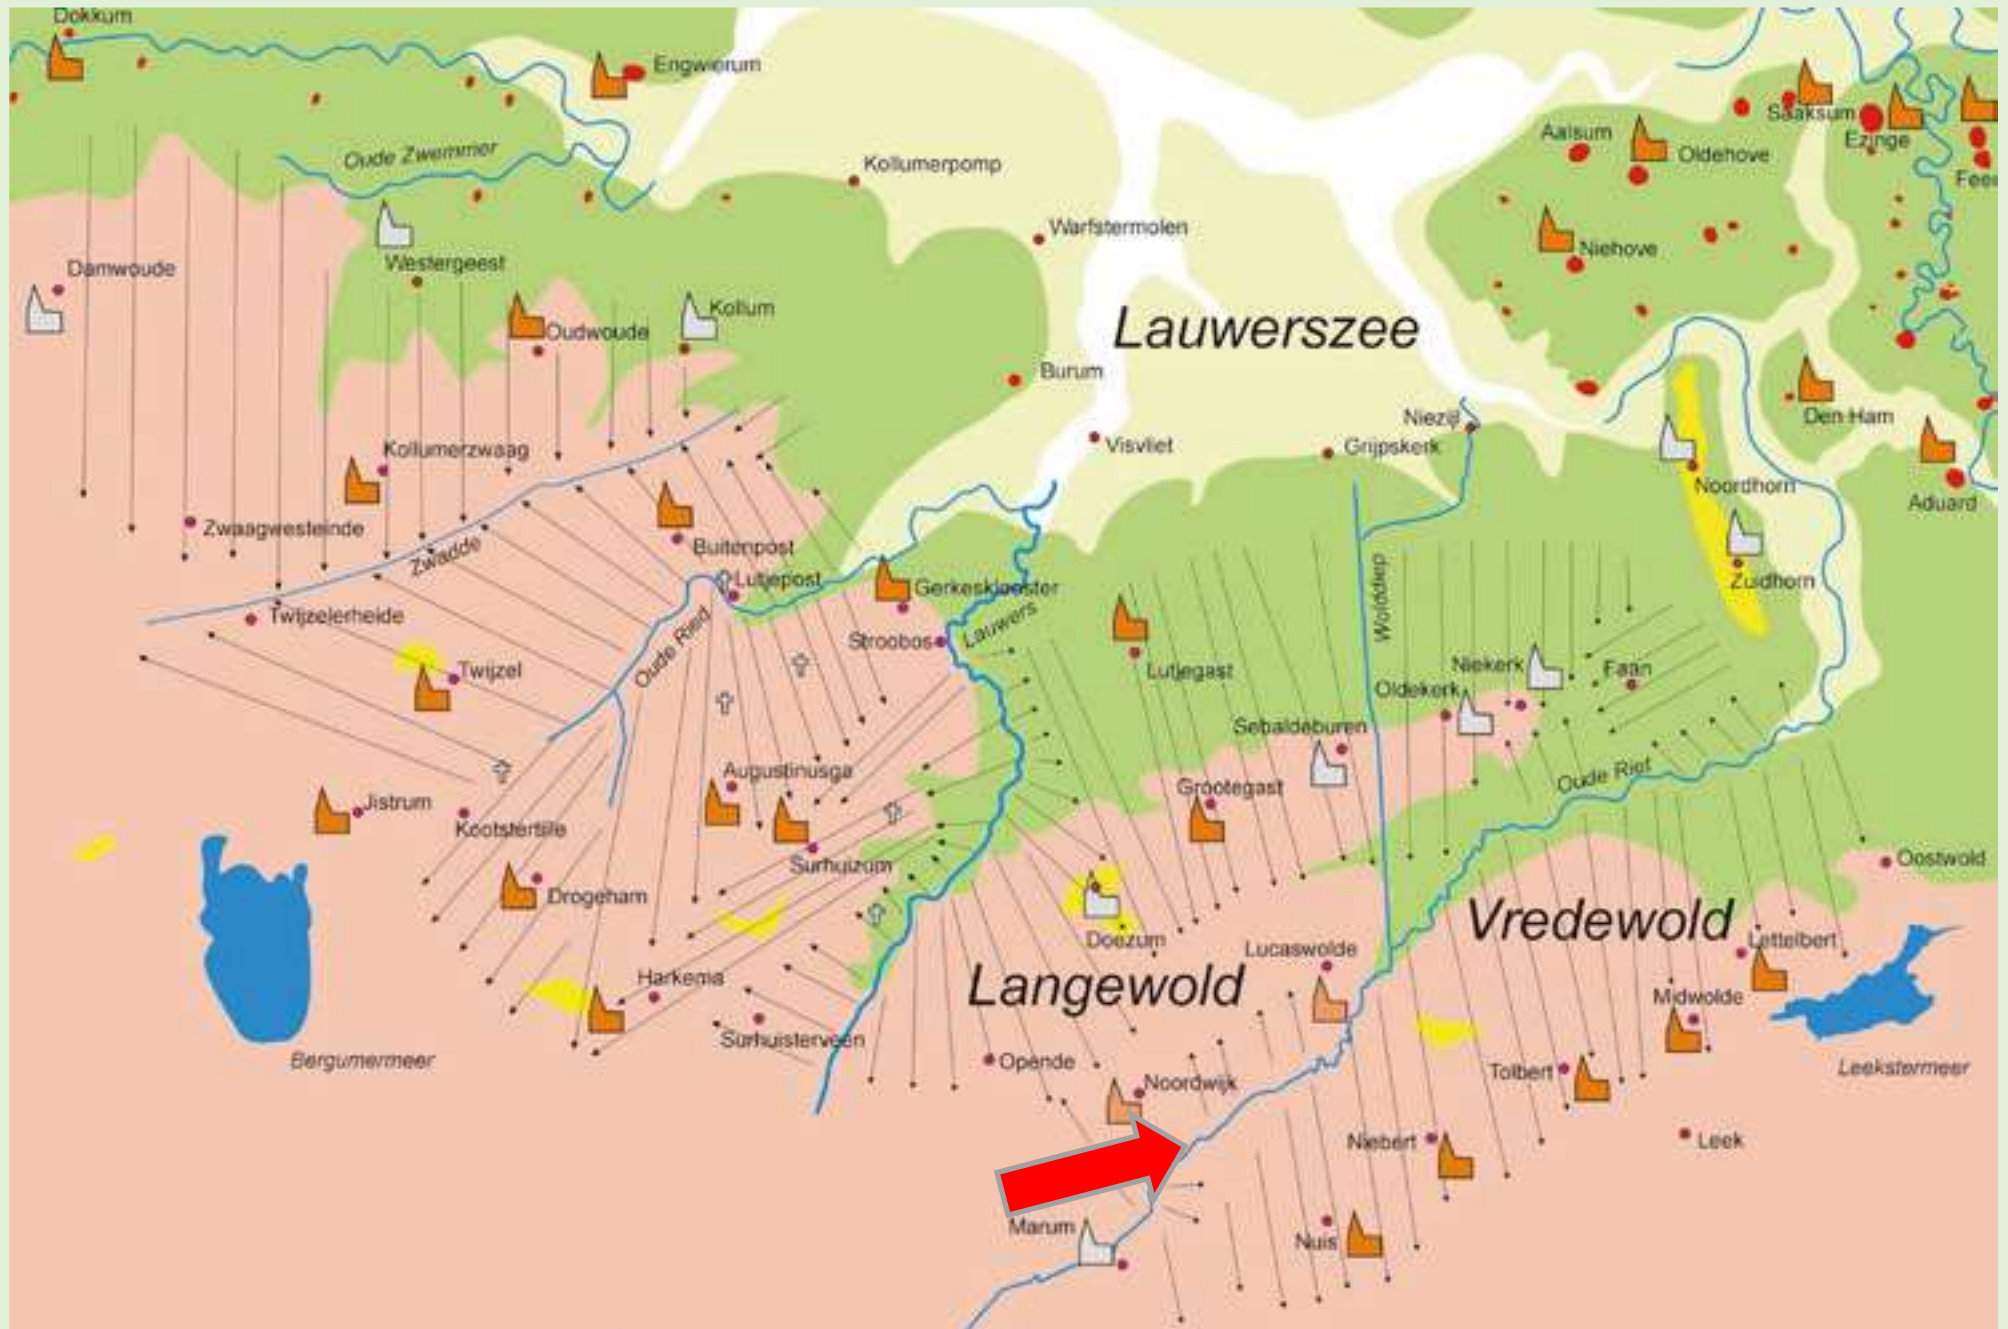 Dokkum
Engwierum
Saaksum
Aalsum
Ezinge
Oldehove
Oude Zwemmer
Kollumerpomp
Warfstermolen
Niehove
Westergeest
Damwoude
Kollum
Oudwoude
Lauwerszee
Burum
Niezijl
Den Ham
Visvliet
Grijpskerk
Kollumerzwaag
Noordhorn
Aduard
Zwaagwesteinde
Buitenpost
Zwadde
Lutjepost
Zuidhorn
Gerkesklooster
Twijzelerheide
Wolddiep
Lauwers
Stroobos
Oude Ried
Twijzel
Lutjegast
Niekerk
Faan
Oldekerk
Sebaldeburen
Augustinusga
Oude Riet
Grootegast
Jistrum
Kootstertille
Surhuizum
Oostwold
Drogeham
Vredewold
Doezum
Lucaswolde
Lettelbert
Harkema
Langewold
Midwolde
Surhuisterveen
Bergumermeer
Opende
Leekstermeer
Tolbert
Noordwijk
Niebert
Leek
Marum
Nuis